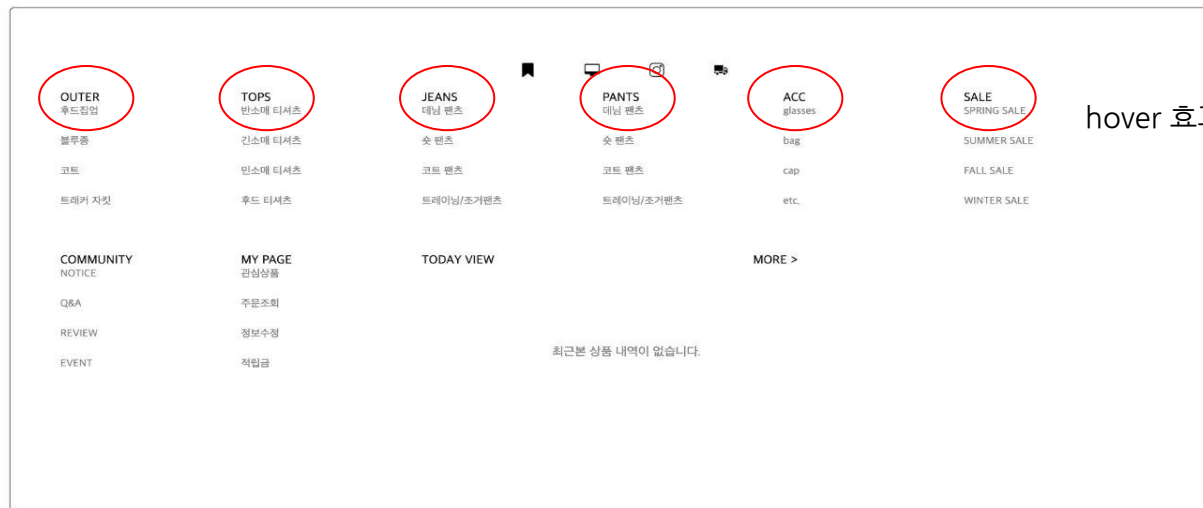 OUTER
후드집업
블루종
코트
트래커 자킷
TOPS
반소매 티셔츠
긴소매 티셔츠
민소매 티셔츠
후드 티셔츠
JEANS
데님 팬츠
숏 팬츠
코트 팬츠
트레이닝/조거팬츠
PANTS
데님 팬츠
숏 팬츠
코트 팬츠
트레이닝/조거팬츠
ACC
glasses
bag
cap
etc.
SALE
SPRING SALE
SUMMER SALE
FALL SALE
WINTER SALE
hover
COMMUNITY
NOTICE
Q&A
REVIEW
EVENT
MY PAGE
관심상품
주문조회
정보수정
적립금
TODAY VIEW
MORE >
최근본 상품 내역이 없습니다.